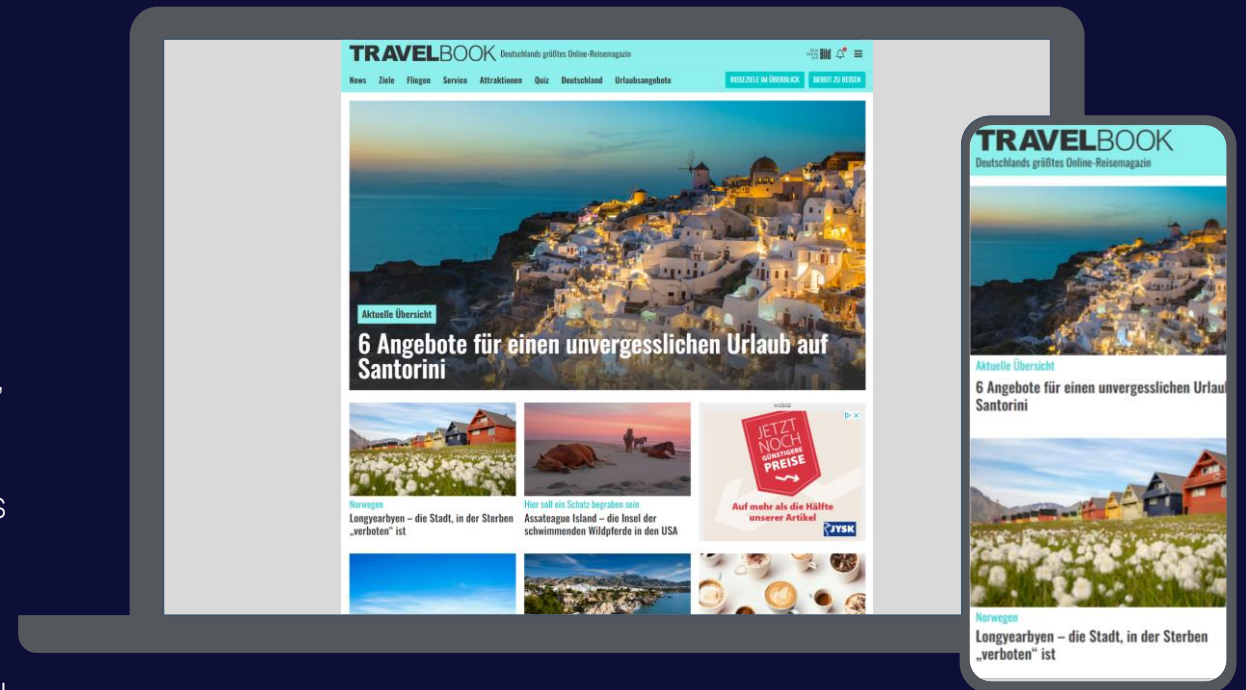 TRAVELBOOK Deutschlands größtes Online-Reisemagazin
Bild
News Ziele Fliegen Service Attraktionen Quiz Deutschland Urlaubsangebote REISEZIELE IM ÜBERBLICK BEREIT ZU REISEN
Aktuelle Übersicht
6 Angebote für einen unvergesslichen Urlaub auf
Santorini
Norwegen
Longyearbyen – die Stadt, in der Sterben
„verboten“ ist
Hier soll ein Schatz begraben sein
Assateague Island – die Insel der
schwimmenden Wildpferde in den USA
ANZEIGE
JETZT
NOCH
GÜNSTIGERE
PREISE
Auf mehr als die Hälfte
unserer Artikel
JYSK
TRAVELBOOK
Deutschlands größtes Online-Reisemagazin
Aktuelle Übersicht
6 Angebote für einen unvergesslichen Urlaub
Santorini
Norwegen
Longyearbyen – die Stadt, in der Sterben
„verboten“ ist